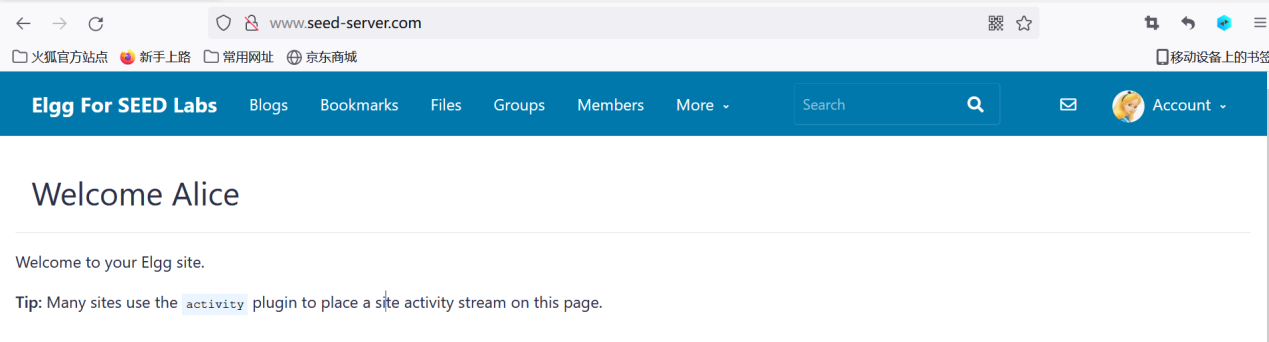 www.seed-server.com
火狐官方站点 新手上路 常用网址 京东商城 移动设备上的书签
Elgg For SEED Labs Blogs Bookmarks Files Groups Members More Search Account
Welcome Alice
Welcome to your Elgg site.
Tip: Many sites use the activity plugin to place a site activity stream on this page.